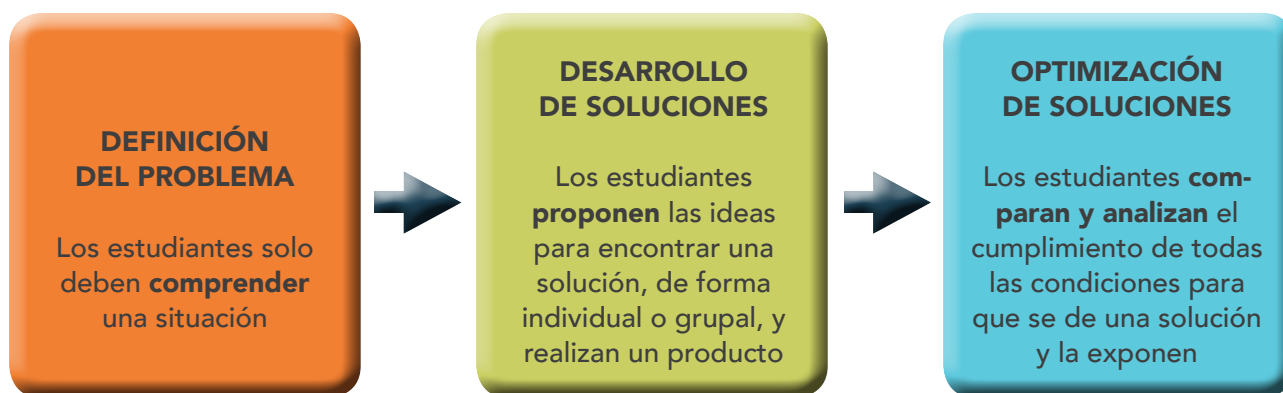 DEFINICIÓN
DEL PROBLEMA
Los estudiantes solo
deben comprender
una situación
DESARROLLO
DE SOLUCIONES
Los estudiantes
proponen las ideas
para encontrar una
solución, de forma
individual o grupal, y
realizan un producto
OPTIMIZACIÓN
DE SOLUCIONES
Los estudiantes com-
paran y analizan el
cumplimiento de todas
las condiciones para
que se de una solución
y la exponen